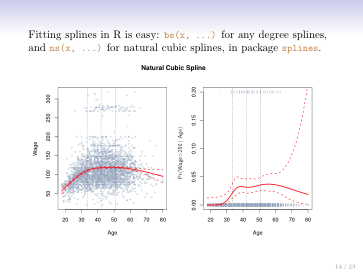 Fitting splines in R is easy: bs(x, ...) for any degree splines,
and ns(x, ...) for natural cubic splines, in package splines.
Natural Cubic Spline
Wage
50 100 150 200 250 300
20 30 40 50 60 70 80
Age
Pr(Wage>250 | Age)
0.00 0.05 0.10 0.15 0.20
20 30 40 50 60 70 80
Age
14 / 23